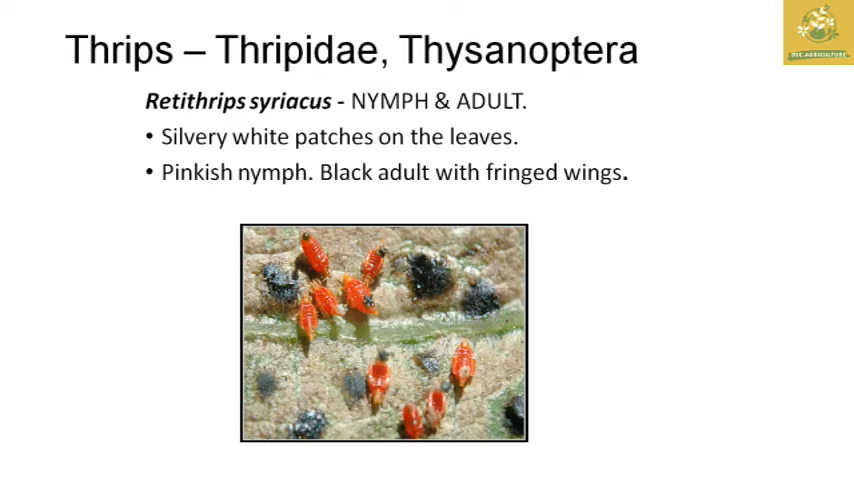 Thrips – Thripidae, Thysanoptera
Retithrips syriacus - NYMPH & ADULT.
• Silvery white patches on the leaves.
• Pinkish nymph. Black adult with fringed wings.